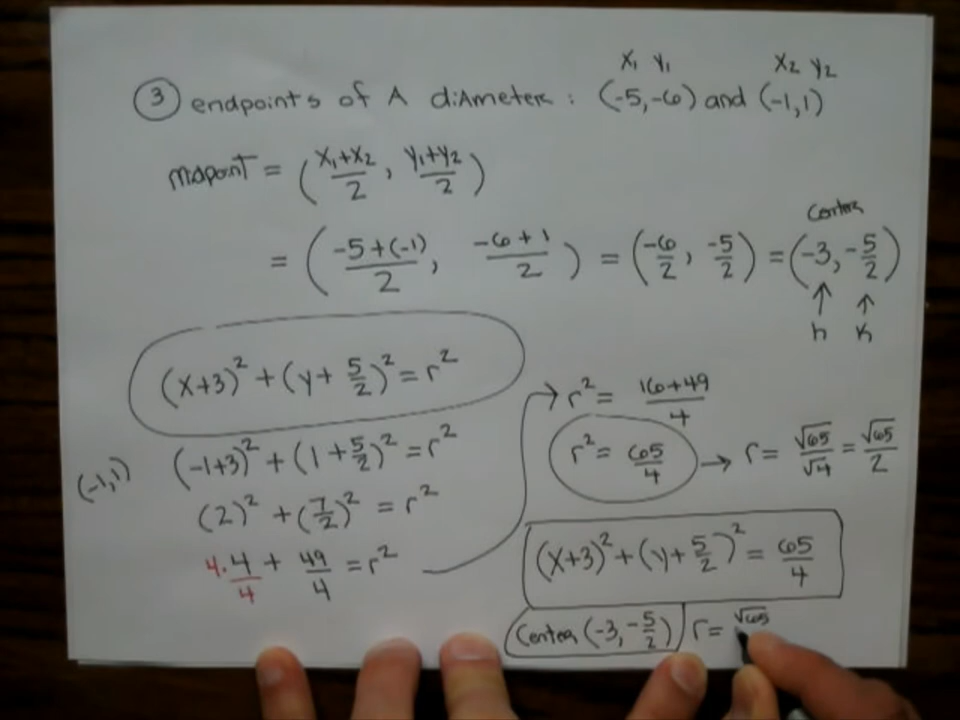 x₁ y₁ x₂ y₂
③ endpoints of A diAmeter : (-5,-6) and (-1,1)
midpoint = (x₁+x₂/2, y₁+y₂/2)
= (-5+(-1)/2, -6+1/2) = (-6/2, -5/2) = (-3, -5/2)
center
↑ ↑
h k
(x+3)² + (y+5/2)² = r²
(-1,1) (-1+3)² + (1+5/2)² = r²
(2)² + (7/2)² = r²
4·4/4 + 49/4 = r²
→ r² = 16+49/4
r² = 65/4 → r = √65/√4 = √65/2
(x+3)² + (y+5/2)² = 65/4
Center (-3, -5/2) r = √65